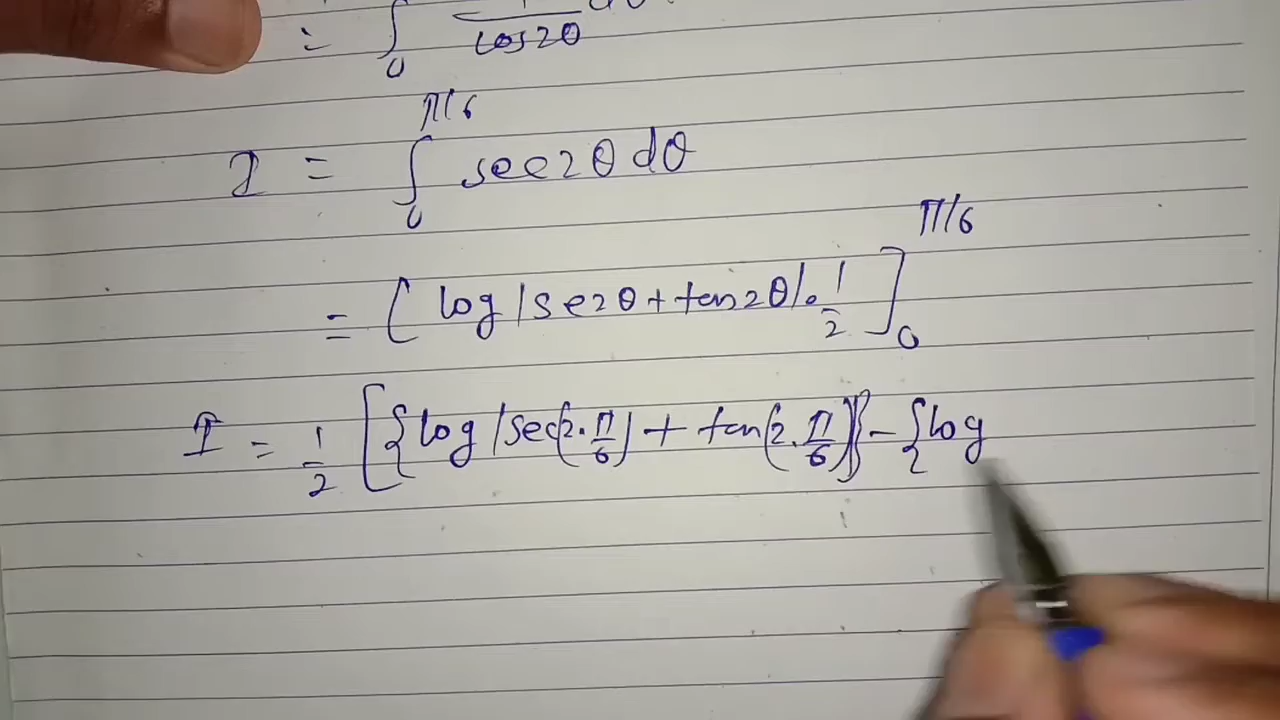 = ∫₀ 1/cos2θ dθ
I = ∫₀^π/6 sec2θ dθ
= [log|se2θ + tan2θ|. 1/2]₀^π/6
I = 1/2 [{log|sec(2.π/6) + tan(2.π/6)|} - {log